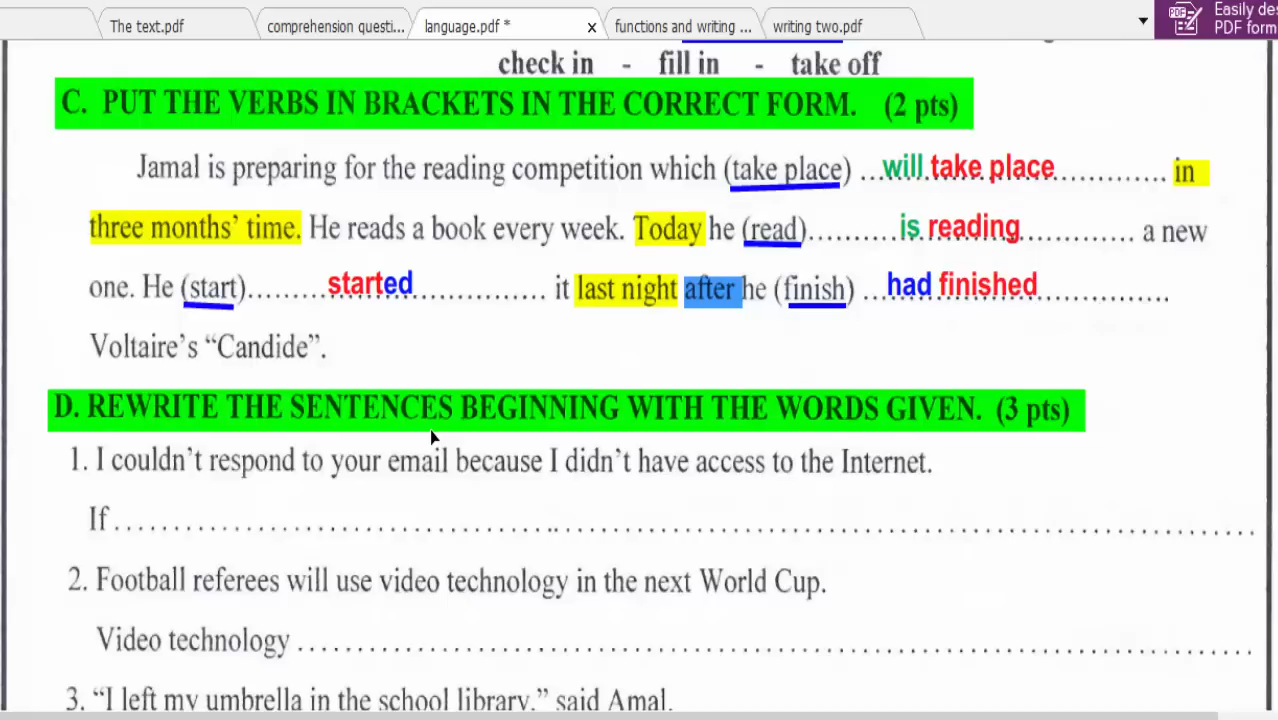 The text.pdf comprehension questi... language.pdf * x functions and writing ... writing two.pdf
Easily des
PDF form
check in - fill in - take off
C. PUT THE VERBS IN BRACKETS IN THE CORRECT FORM. (2 pts)
Jamal is preparing for the reading competition which (take place) ...will take place............. in
three months’ time. He reads a book every week. Today he (read)..........is reading............. a new
one. He (start).........started............... it last night after he (finish) ...had finished..............
Voltaire’s “Candide”.
D. REWRITE THE SENTENCES BEGINNING WITH THE WORDS GIVEN. (3 pts)
1. I couldn’t respond to your email because I didn’t have access to the Internet.
If..............................................................................
2. Football referees will use video technology in the next World Cup.
Video technology ..............................................................
3. “I left my umbrella in the school library.” said Amal.